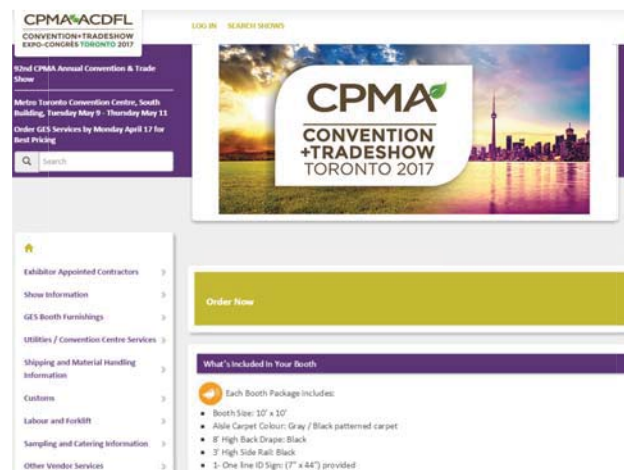 CPMA ACDFL
CONVENTION+TRADESHOW
EXPO-CONGRÈS TORONTO 2017
LOG IN SEARCH SHOWS
92nd CPMA Annual Convention & Trade
Show
Metro Toronto Convention Centre, South
Building, Tuesday May 9 - Thursday May 11
Order GES Services by Monday April 17 for
Best Pricing
Search
CPMA
CONVENTION
+TRADESHOW
TORONTO 2017
Exhibitor Appointed Contractors
Show Information
GES Booth Furnishings
Utilities / Convention Centre Services
Shipping and Material Handling
Information
Customs
Labour and Forklift
Sampling and Catering Information
Other Vendor Services
Order Now
What's Included In Your Booth
Each Booth Package includes:
Booth Size: 10' x 10'
Aisle Carpet Colour: Gray / Black patterned carpet
8' High Back Drape: Black
3' High Side Rail: Black
1- One line ID Sign: (7" x 44") provided